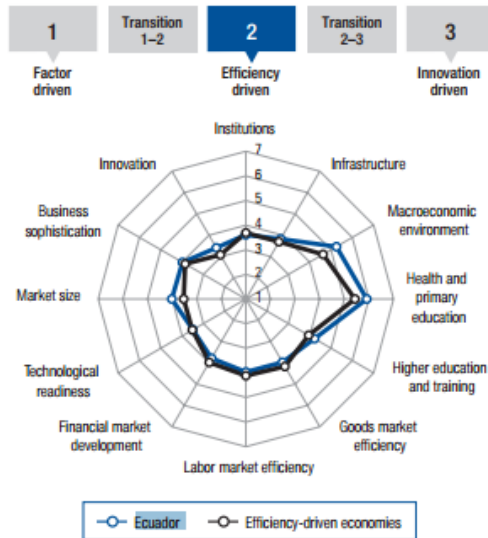 1
Transition
1–2
2
Transition
2–3
3
Factor
driven
Efficiency
driven
Innovation
driven
Institutions
7
6
5
4
3
2
1
Infrastructure
Macroeconomic
environment
Health and
primary
education
Higher education
and training
Goods market
efficiency
Labor market efficiency
Financial market
development
Technological
readiness
Market size
Business
sophistication
Innovation
Ecuador
Efficiency-driven economies